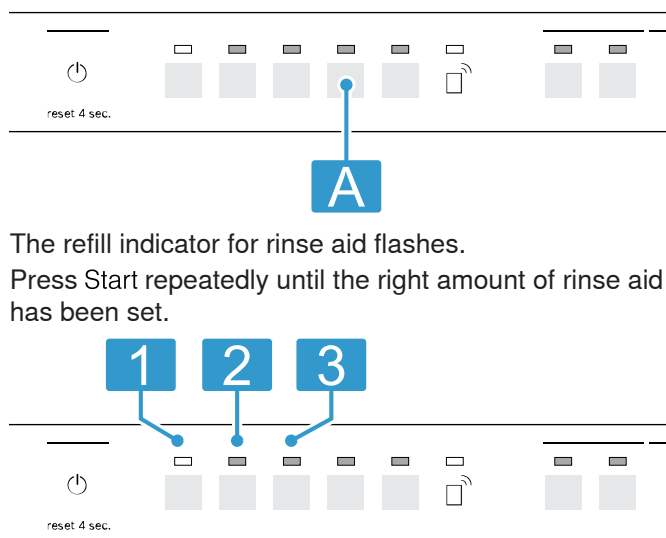 reset 4 sec.
A
The refill indicator for rinse aid flashes.
Press Start repeatedly until the right amount of rinse aid
has been set.
1 2 3
reset 4 sec.